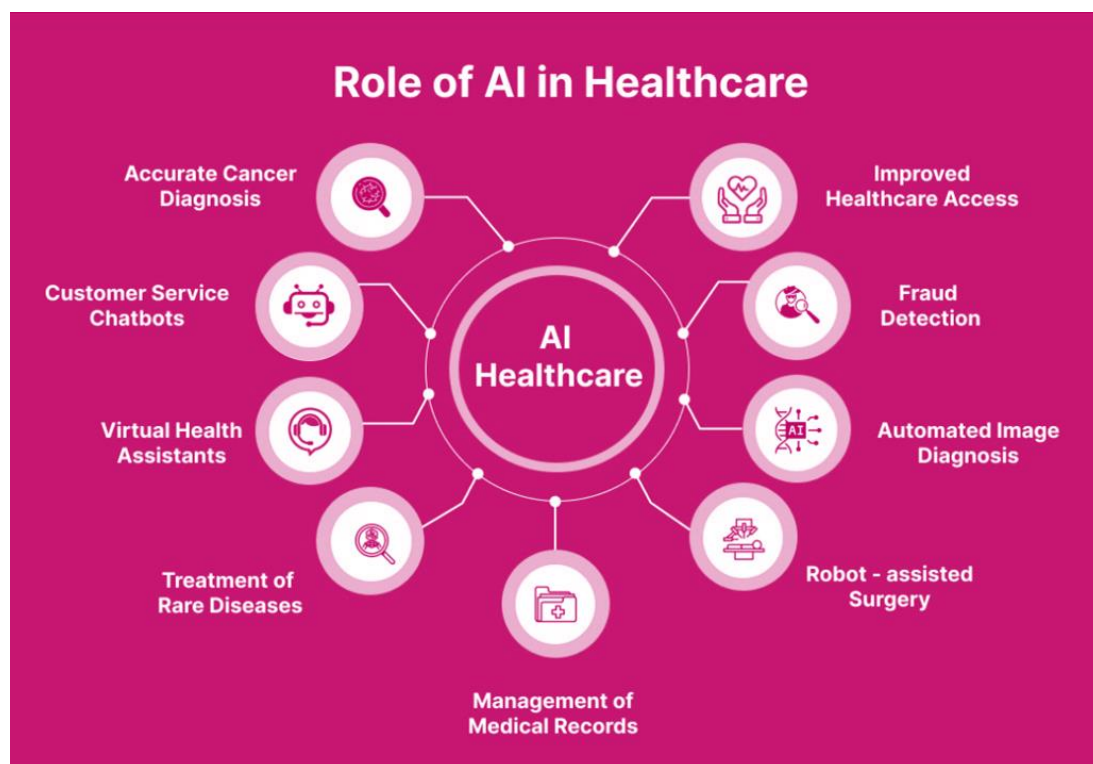 Role of AI in Healthcare
Accurate Cancer
Diagnosis
Improved
Healthcare Access
Customer Service
Chatbots
Fraud
Detection
AI
Healthcare
Virtual Health
Assistants
Automated Image
Diagnosis
AI
Treatment of
Rare Diseases
Robot - assisted
Surgery
Management of
Medical Records